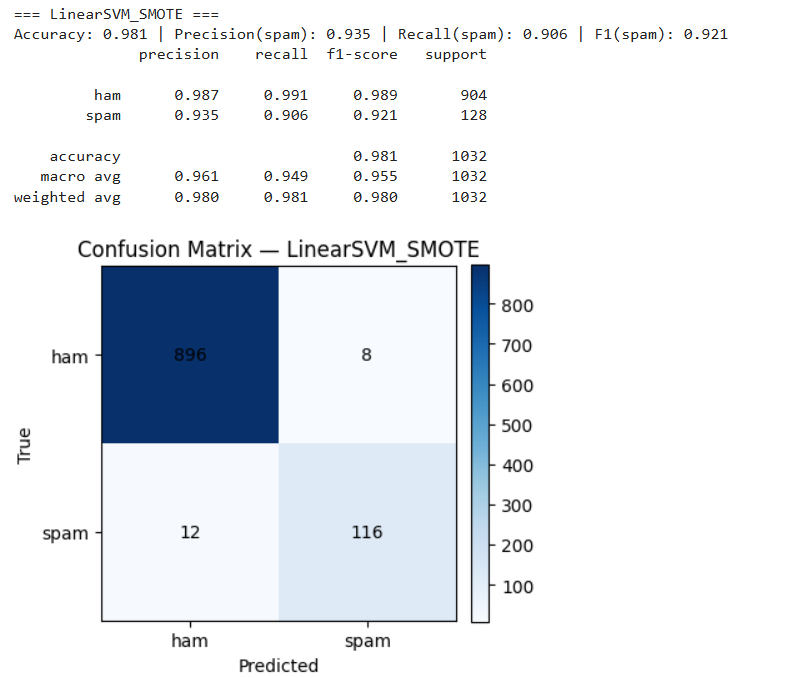 === LinearSVM_SMOTE ===
Accuracy: 0.981 | Precision(spam): 0.935 | Recall(spam): 0.906 | F1(spam): 0.921
precision recall f1-score support
ham 0.987 0.991 0.989 904
spam 0.935 0.906 0.921 128
accuracy 0.981 1032
macro avg 0.961 0.949 0.955 1032
weighted avg 0.980 0.981 0.980 1032
Confusion Matrix — LinearSVM_SMOTE
True
ham
896
8
spam
12
116
ham
spam
Predicted
800
700
600
500
400
300
200
100